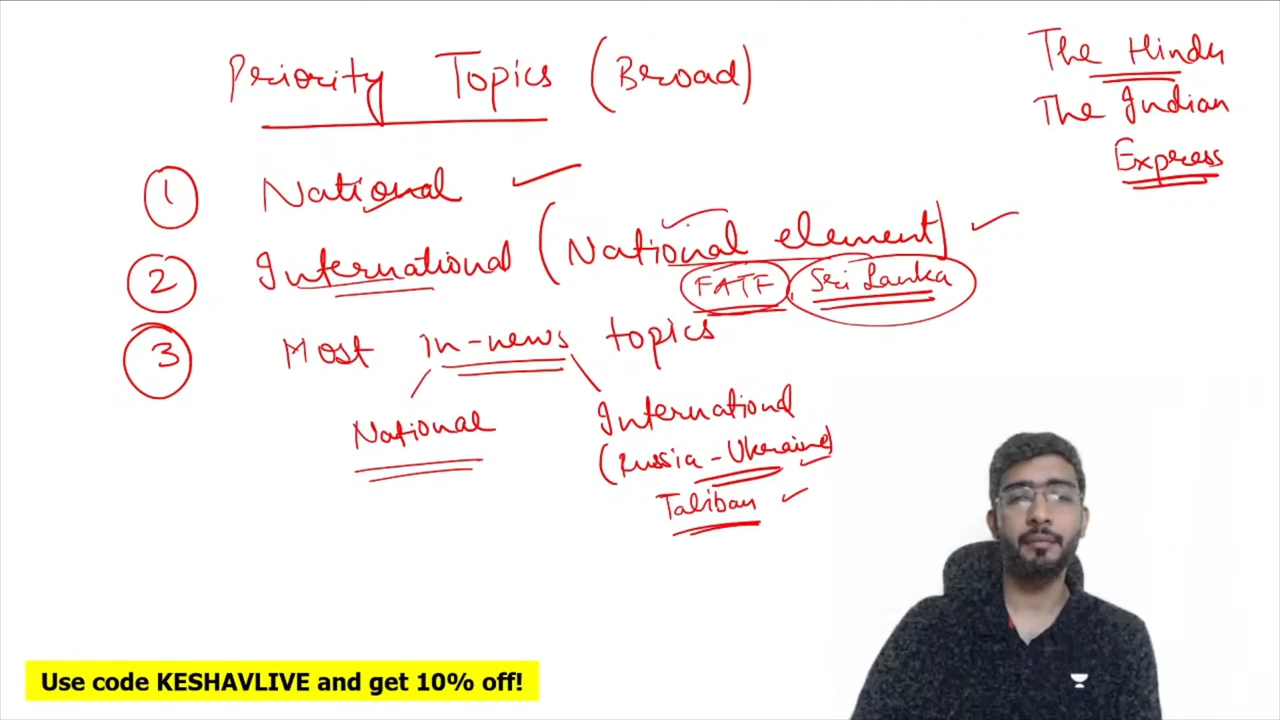 Priority Topics (Broad)
The Hindu
The Indian
Express
1 National
2 International (National element)
FATF, Sri Lanka
3 Most in-news topics
National
International
(Russia-Ukraine)
Taliban
Use code KESHAVLIVE and get 10% off!